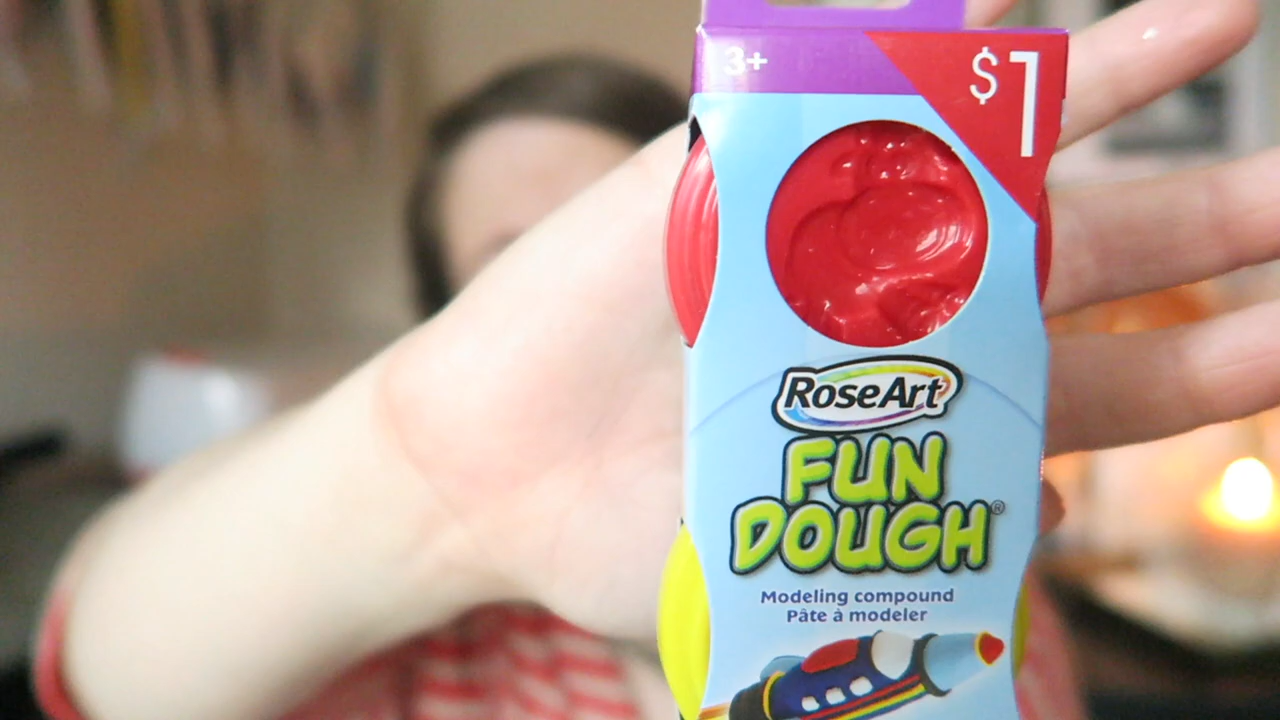 3+
$1
RoseArt
FUN
DOUGH®
Modeling compound
Pâte à modeler